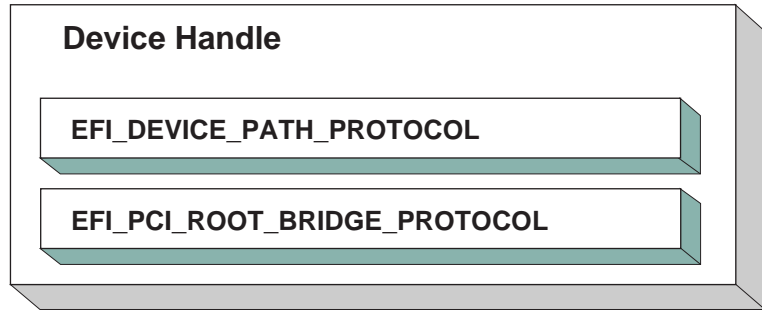 Device Handle
EFI_DEVICE_PATH_PROTOCOL
EFI_PCI_ROOT_BRIDGE_PROTOCOL